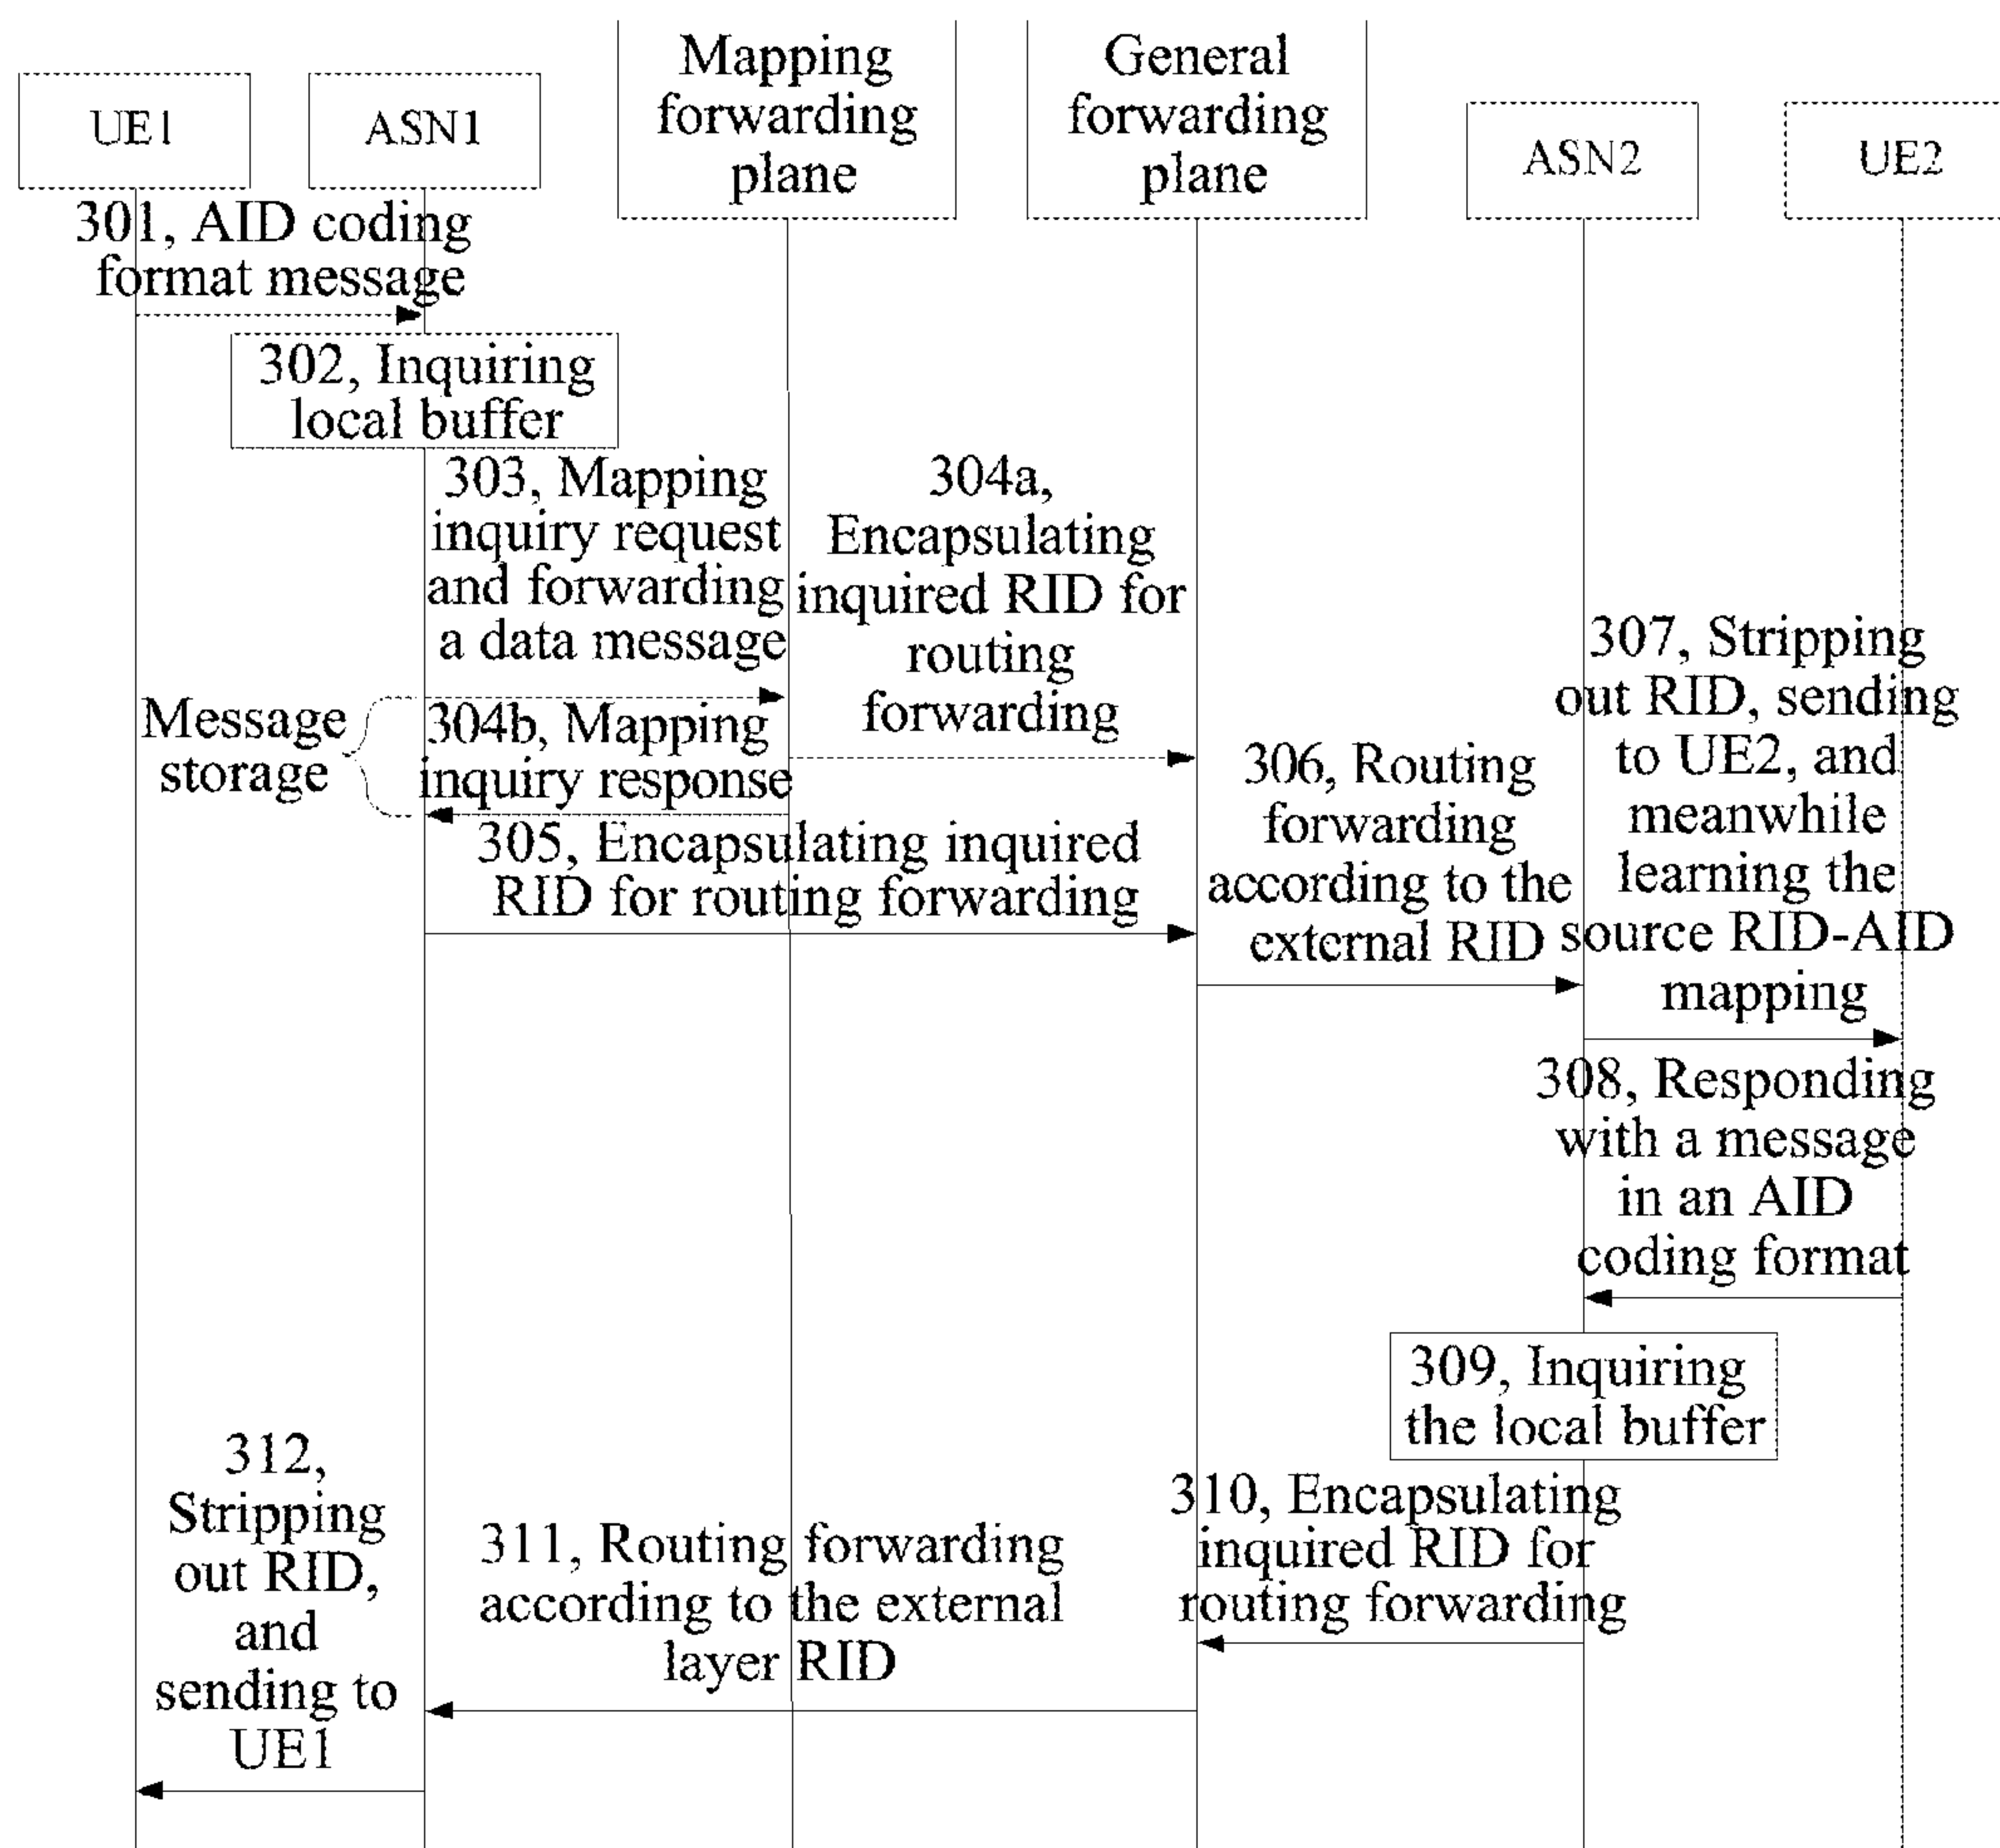 UE1
ASN1
Mapping
forwarding
plane
General
forwarding
plane
ASN2
UE2
301, AID coding
format message
302, Inquiring
local buffer
303, Mapping
inquiry request
and forwarding
a data message
304a,
Encapsulating
inquired RID for
routing
forwarding
Message
storage
304b, Mapping
inquiry response
305, Encapsulating inquired
RID for routing forwarding
306, Routing
forwarding
according to the
external RID
307, Stripping
out RID, sending
to UE2, and
meanwhile
learning the
source RID-AID
mapping
308, Responding
with a message
in an AID
coding format
309, Inquiring
the local buffer
310, Encapsulating
inquired RID for
routing forwarding
311, Routing forwarding
according to the external
layer RID
312,
Stripping
out RID,
and
sending to
UE1